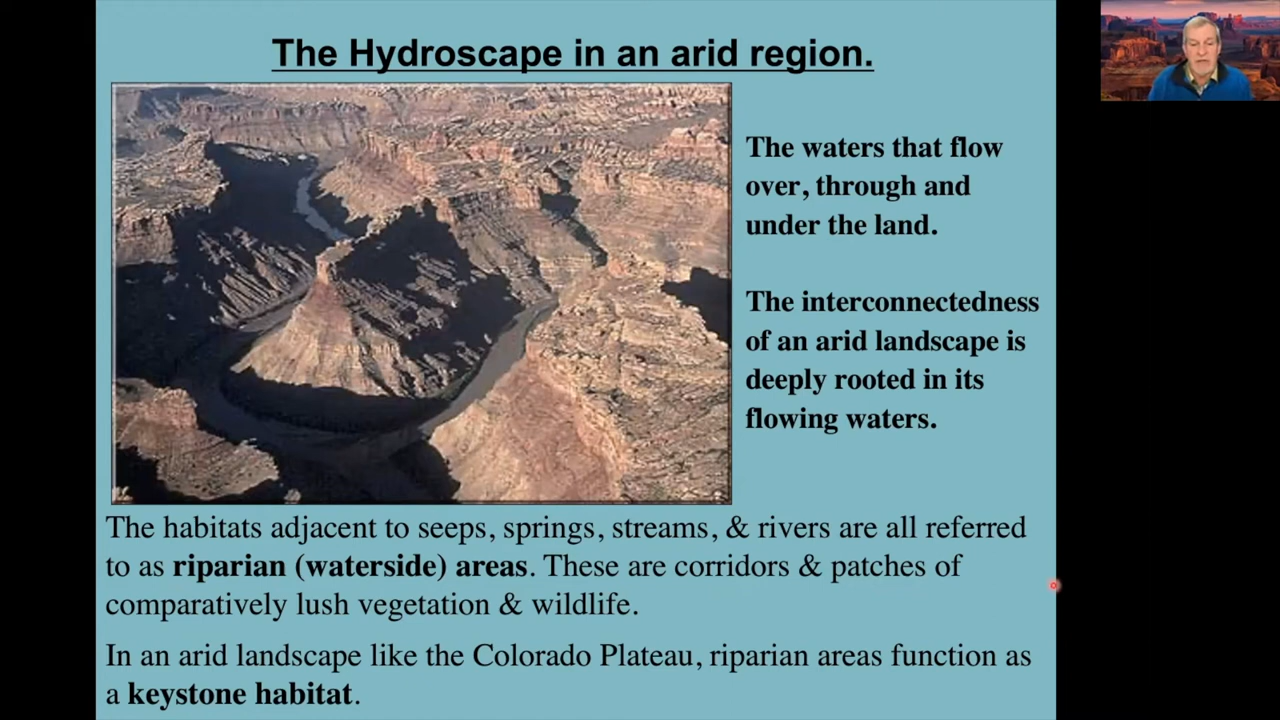 The Hydroscape in an arid region.
The waters that flow
over, through and
under the land.
The interconnectedness
of an arid landscape is
deeply rooted in its
flowing waters.
The habitats adjacent to seeps, springs, streams, & rivers are all referred
to as riparian (waterside) areas. These are corridors & patches of
comparatively lush vegetation & wildlife.
In an arid landscape like the Colorado Plateau, riparian areas function as
a keystone habitat.